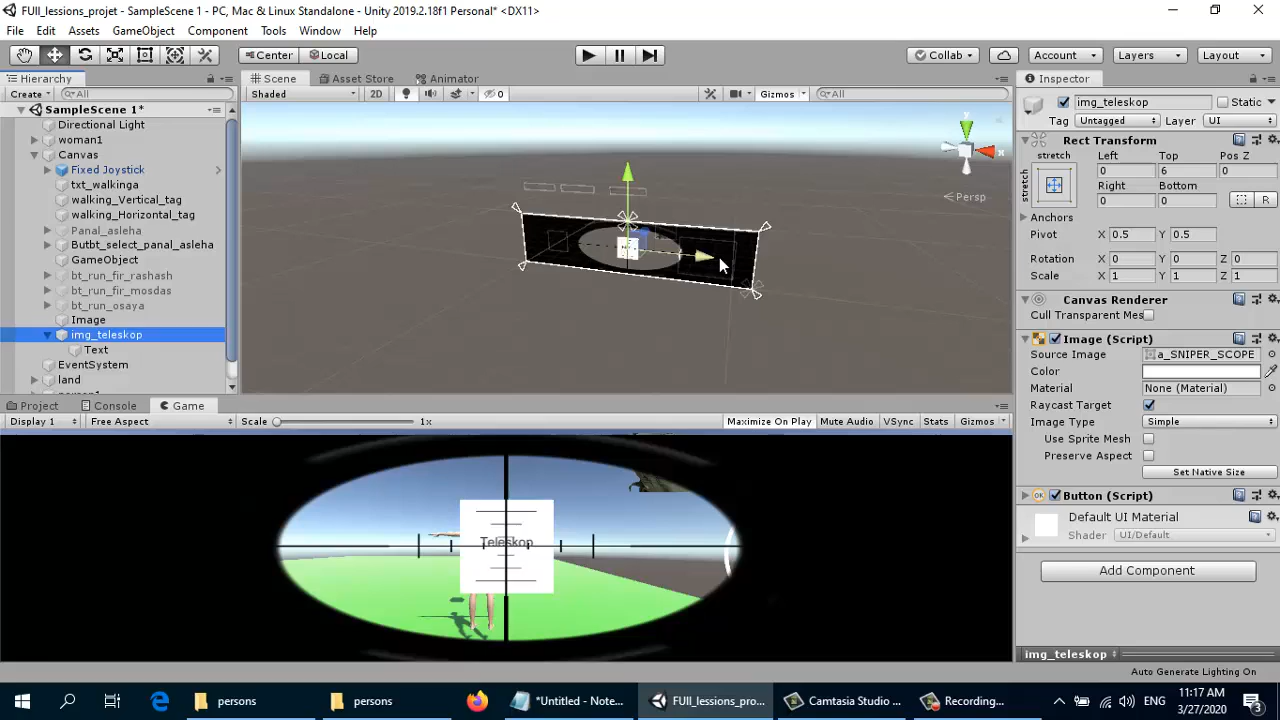 FUll_lessions_projet - SampleScene 1 - PC, Mac & Linux Standalone - Unity 2019.2.18f1 Personal* <DX11>
File Edit Assets GameObject Component Tools Window Help
Center Local Collab Account Layers Layout
Hierarchy
Create All
SampleScene 1*
Directional Light
woman1
Canvas
Fixed Joystick
txt_walkinga
walking_Vertical_tag
walking_Horizontal_tag
Panal_asleha
Butbt_select_panal_asleha
GameObject
bt_run_fir_rashash
bt_run_fir_mosdas
bt_run_osaya
Image
img_teleskop
Text
EventSystem
land
Scene Asset Store Animator
Shaded 2D 0 Gizmos All
x
Persp
Project Console Game
Display 1 Free Aspect Scale 1x Maximize On Play Mute Audio VSync Stats Gizmos
Teleskop
Inspector
img_teleskop Static
Tag Untagged Layer UI
Rect Transform
stretch Left Top Pos Z
stretch 0 6 0
Right Bottom
0 0 R
Anchors
Pivot X 0.5 Y 0.5
Rotation X 0 Y 0 Z 0
Scale X 1 Y 1 Z 1
Canvas Renderer
Cull Transparent Mes
Image (Script)
Source Image a_SNIPER_SCOPE
Color
Material None (Material)
Raycast Target
Image Type Simple
Use Sprite Mesh
Preserve Aspect
Set Native Size
OK Button (Script)
Default UI Material
Shader UI/Default
Add Component
img_teleskop
Auto Generate Lighting On
persons persons *Untitled - Note... FUll_lessions_pro... Camtasia Studio ... Recording... ENG 11:17 AM
3/27/2020
3